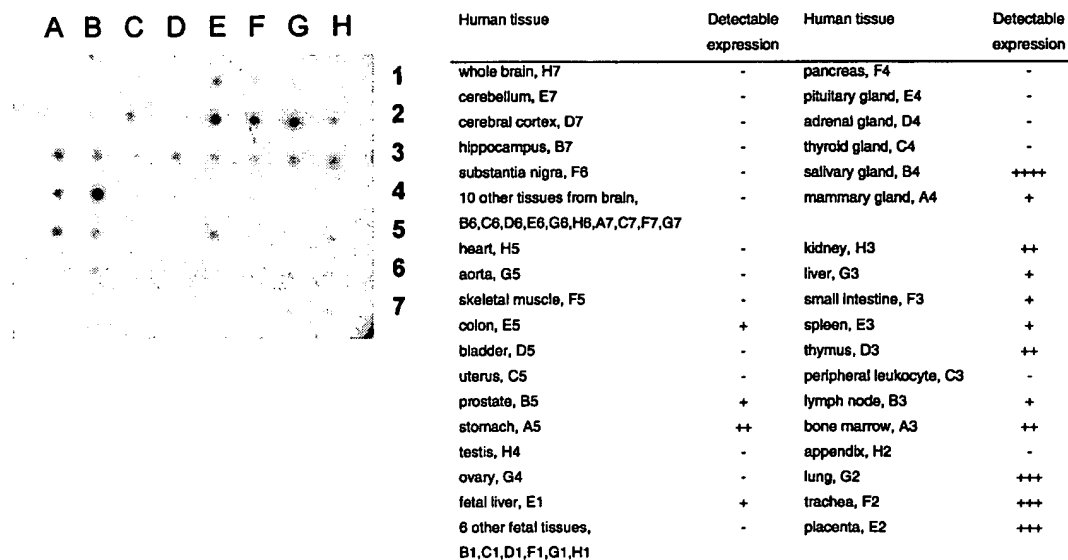 A B C D E F G H
1
2
3
4
5
6
7
Human tissue Detectable expression Human tissue Detectable expression
whole brain, H7 - pancreas, F4 -
cerebellum, E7 - pituitary gland, E4 -
cerebral cortex, D7 - adrenal gland, D4 -
hippocampus, B7 - thyroid gland, C4 -
substantia nigra, F6 - salivary gland, B4 ++++
10 other tissues from brain, - mammary gland, A4 +
B6,C6,D6,E6,G6,H6,A7,C7,F7,G7
heart, H5 - kidney, H3 ++
aorta, G5 - liver, G3 +
skeletal muscle, F5 - small intestine, F3 +
colon, E5 + spleen, E3 +
bladder, D5 - thymus, D3 ++
uterus, C5 - peripheral leukocyte, C3 -
prostate, B5 + lymph node, B3 +
stomach, A5 ++ bone marrow, A3 ++
testis, H4 - appendix, H2 -
ovary, G4 - lung, G2 +++
fetal liver, E1 + trachea, F2 +++
6 other fetal tissues, - placenta, E2 +++
B1,C1,D1,F1,G1,H1